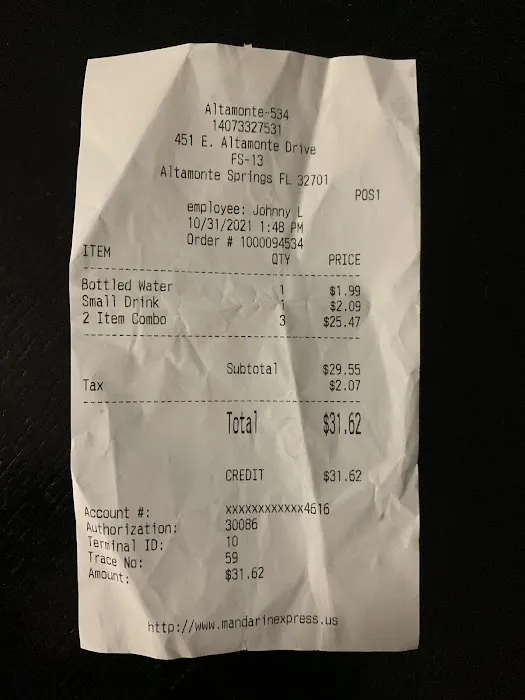 Altamonte-534
14073327531
451 E. Altamonte Drive
FS-13
Altamonte Springs FL 32701
POS1
employee: Johnny L
10/31/2021 1:48 PM
Order # 1000094534
ITEM QTY PRICE
Bottled Water 1 $1.99
Small Drink 1 $2.09
2 Item Combo 3 $25.47
Subtotal $29.55
Tax $2.07
Total $31.62
CREDIT $31.62
Account #: XXXXXXXXXXXX4616
Authorization: 30086
Terminal ID: 10
Trace No: 59
Amount: $31.62
http://www.mandarinexpress.us